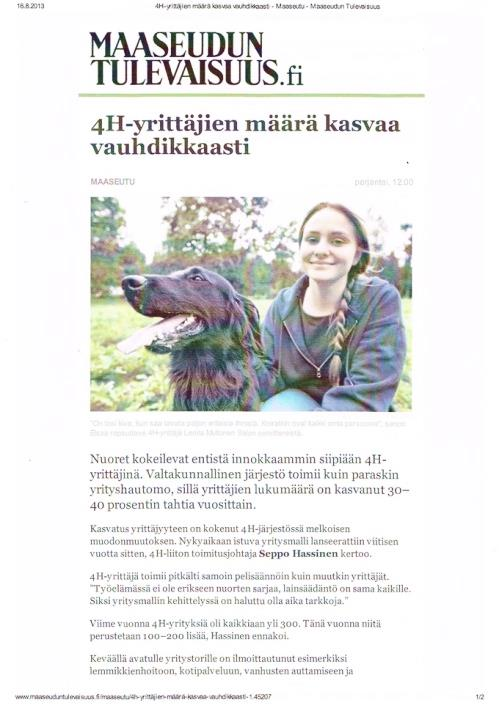 16.8.2013 4H-yrittäjien määrä kasvaa vauhdikkaasti - Maaseutu - Maaseudun Tulevaisuus
MAASEUDUN
TULEVAISUUS.fi
4H-yrittäjien määrä kasvaa
vauhdikkaasti
MAASEUTU perjantai, 12:00
"On tosi kiva, kun saa tavata paljon erilaisia ihmisiä. Koiratkin ovat kaikki omia persoonia", sanoo
4H-yrittäjä Salon
Nuoret kokeilevat entistä innokkaammin siipiään 4H-
yrittäjinä. Valtakunnallinen järjestö toimii kuin paraskin
yrityshautomo, sillä yrittäjien lukumäärä on kasvanut 30–
40 prosentin tahtia vuosittain.
Kasvatus yrittäjyyteen on kokenut 4H-järjestössä melkoisen
muodonmuutoksen. Nykyaikaan istuva yritysmalli lanseerattiin viitisen
vuotta sitten, 4H-liiton toimitusjohtaja Seppo Hassinen kertoo.
4H-yrittäjä toimii pitkälti samoin pelisäännöin kuin muutkin yrittäjät.
"Työelämässä ei ole erikseen nuorten sarjaa, lainsäädäntö on sama kaikille.
Siksi yritysmallin kehittelyssä on haluttu olla aika tarkkoja."
Viime vuonna 4H-yrityksiä oli kaikkiaan yli 300. Tänä vuonna niitä
perustetaan 100–200 lisää, Hassinen ennakoi.
Keväällä avatulle yritystorille on ilmoittautunut esimerkiksi
lemmikkienhoitoon, kotipalveluun, vanhusten auttamiseen ja
www.maaseuduntulevaisuus.fi/maaseutu/4h-yrittäjien-määrä-kasvaa-vauhdikkaasti-1.45207 1/2